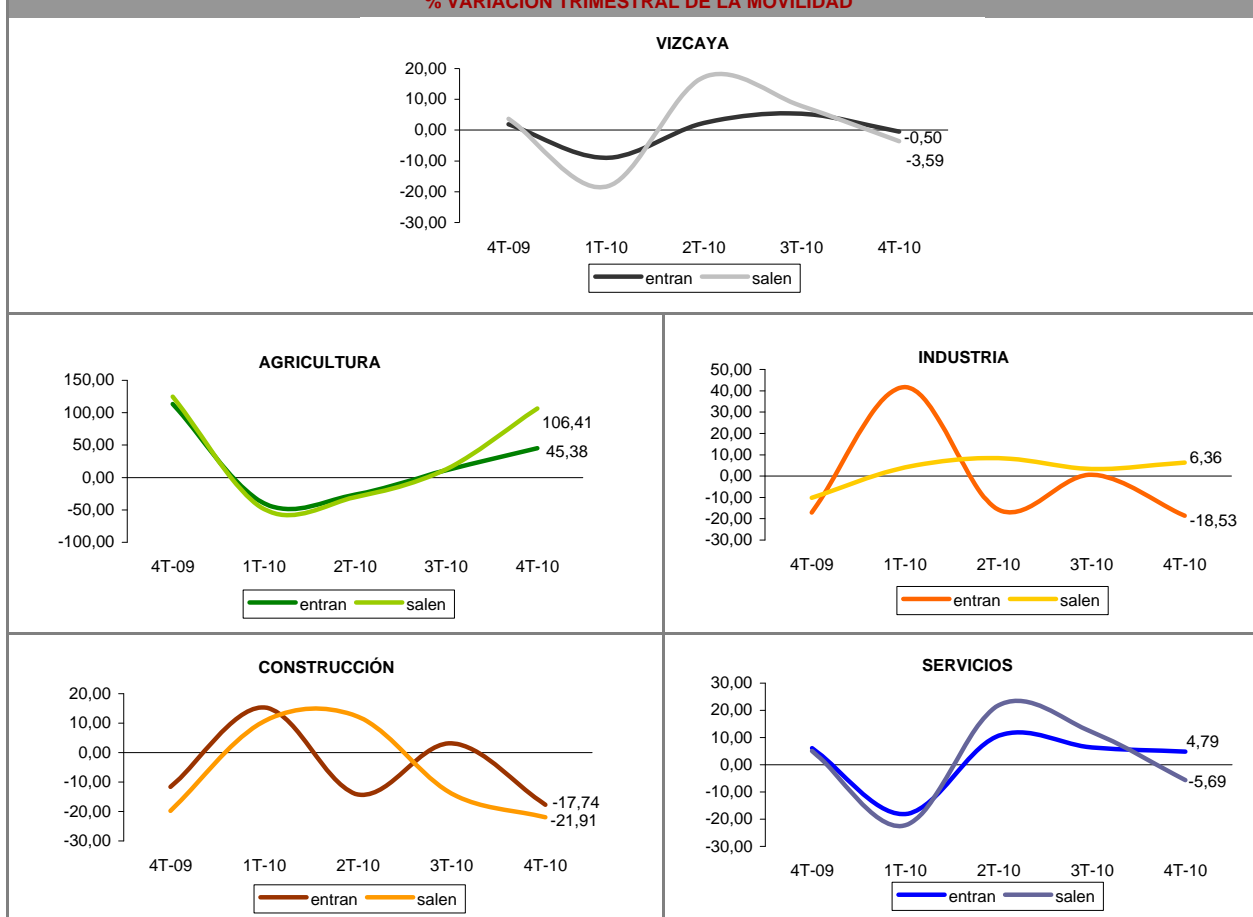 % VARIACIÓN TRIMESTRAL DE LA MOVILIDAD
VIZCAYA
20,00
10,00
0,00
-10,00
-20,00
-30,00
-0,50
-3,59
4T-09 1T-10 2T-10 3T-10 4T-10
entran salen
AGRICULTURA
150,00
100,00
50,00
0,00
-50,00
-100,00
106,41
45,38
4T-09 1T-10 2T-10 3T-10 4T-10
entran salen
INDUSTRIA
50,00
40,00
30,00
20,00
10,00
0,00
-10,00
-20,00
-30,00
6,36
-18,53
4T-09 1T-10 2T-10 3T-10 4T-10
entran salen
CONSTRUCCIÓN
20,00
10,00
0,00
-10,00
-20,00
-30,00
-17,74
-21,91
4T-09 1T-10 2T-10 3T-10 4T-10
entran salen
SERVICIOS
30,00
20,00
10,00
0,00
-10,00
-20,00
-30,00
4,79
-5,69
4T-09 1T-10 2T-10 3T-10 4T-10
entran salen